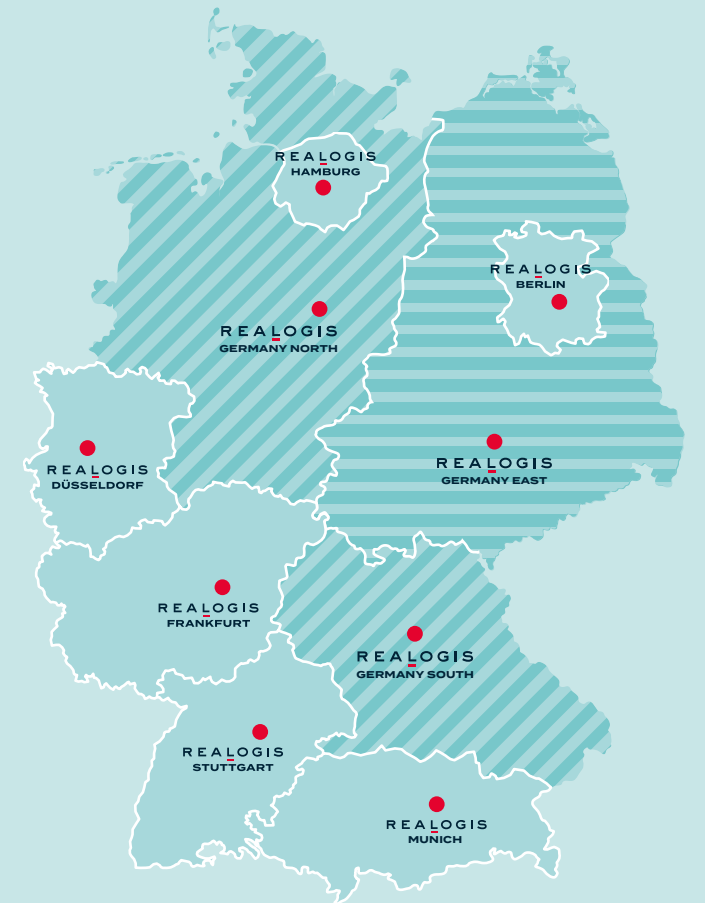 REALOGIS
HAMBURG
REALOGIS
BERLIN
REALOGIS
GERMANY NORTH
REALOGIS
DÜSSELDORF
REALOGIS
GERMANY EAST
REALOGIS
FRANKFURT
REALOGIS
GERMANY SOUTH
REALOGIS
STUTTGART
REALOGIS
MUNICH